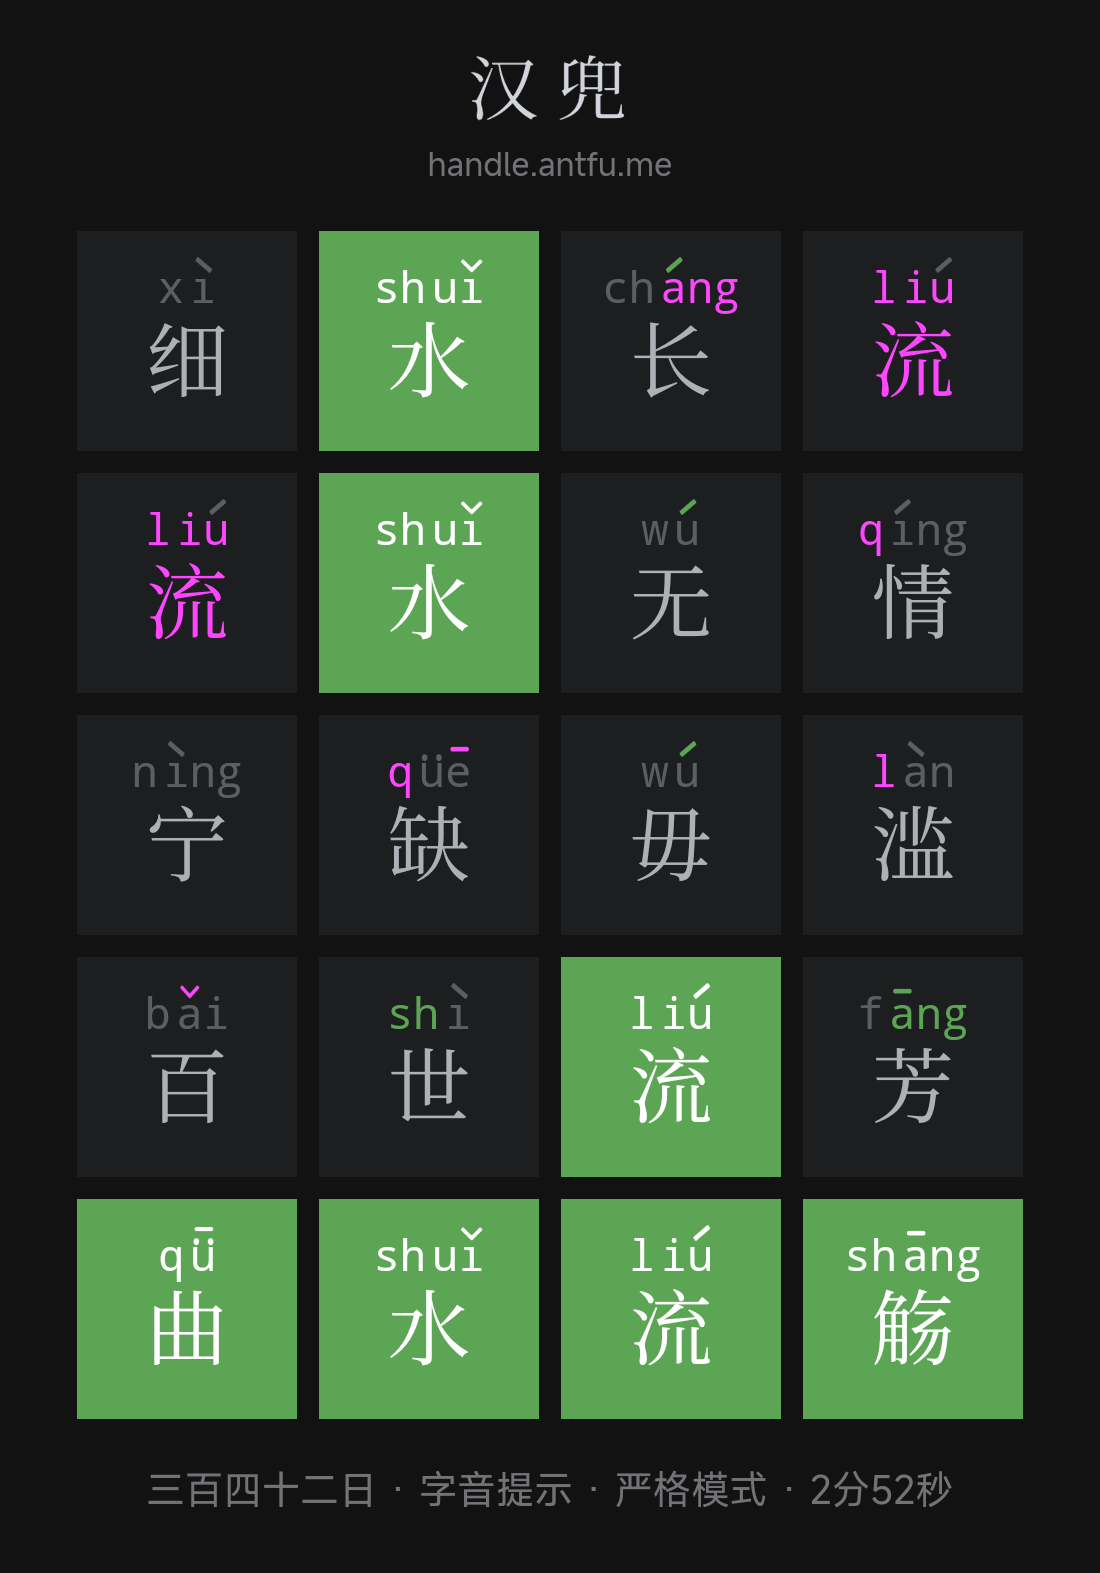 汉兜
handle.antfu.me
xì shuǐ cháng liú
细 水 长 流
liú shuǐ wú qíng
流 水 无 情
nìng qüē wú làn
宁 缺 毋 滥
bǎi shì liú fāng
百 世 流 芳
qǖ shuǐ liú shāng
曲 水 流 觞
三百四十二日 · 字音提示 · 严格模式 · 2分52秒